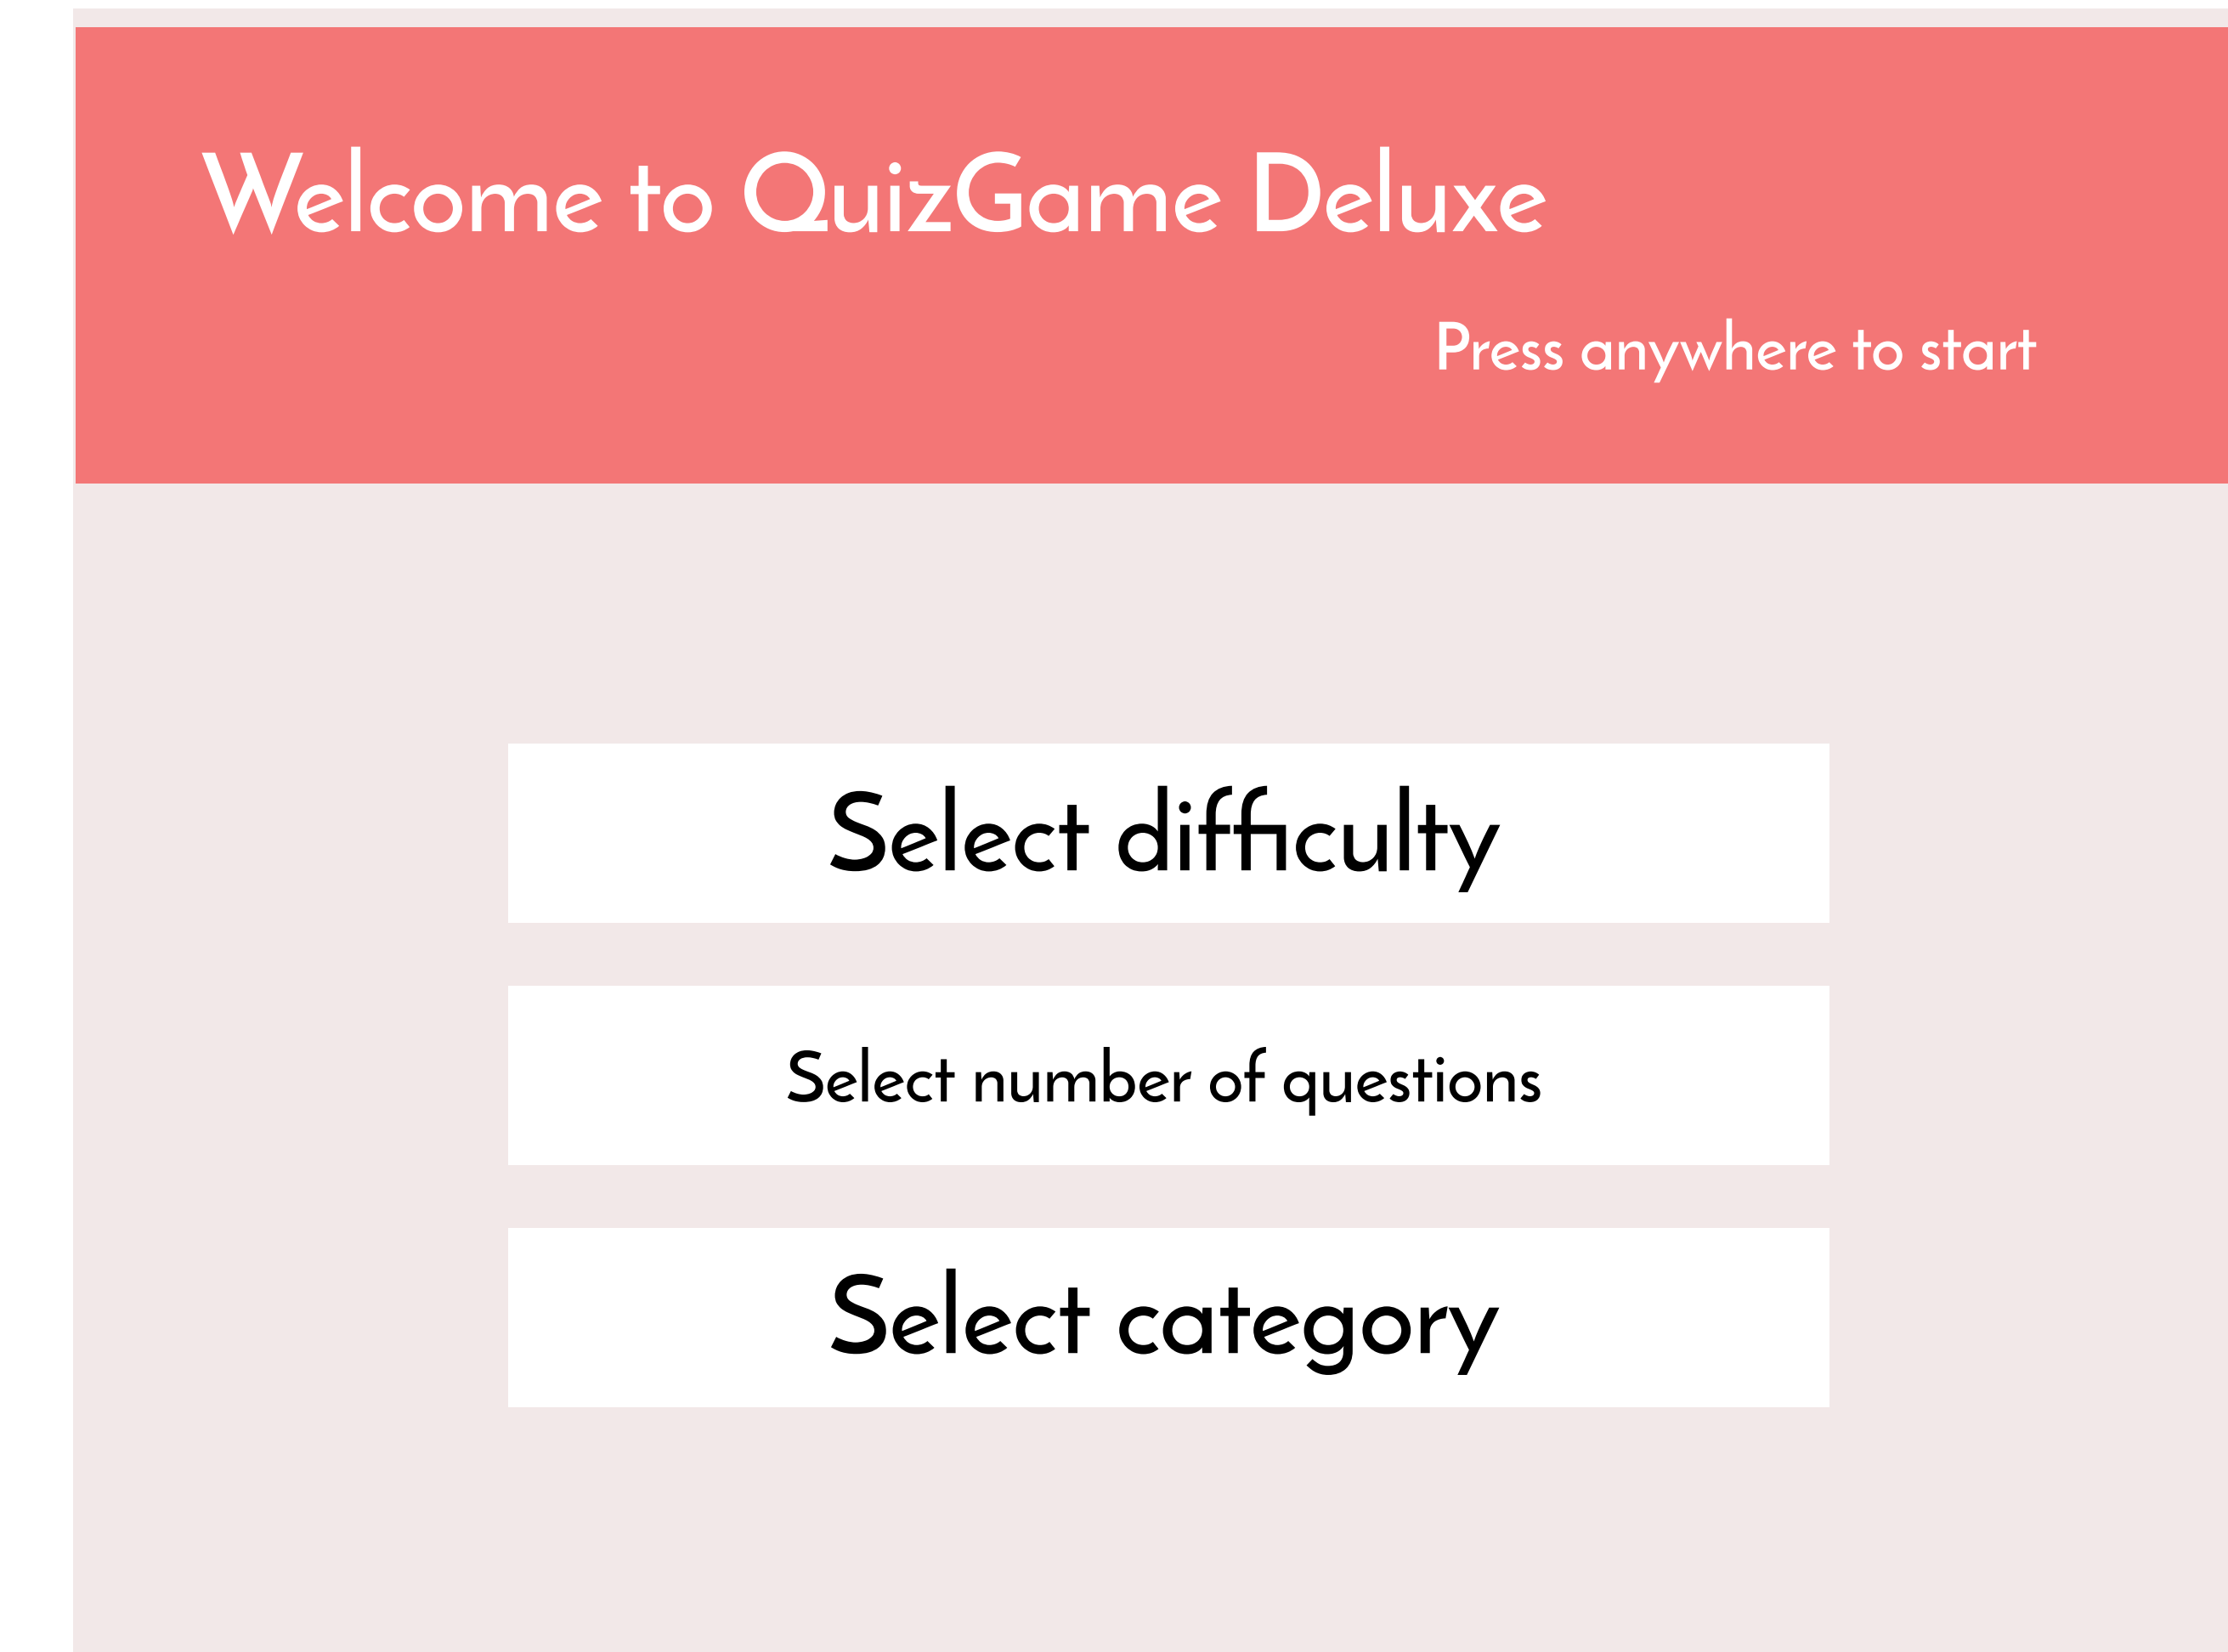 Welcome to QuizGame Deluxe
Press anywhere to start
Select difficulty
Select number of questions
Select category